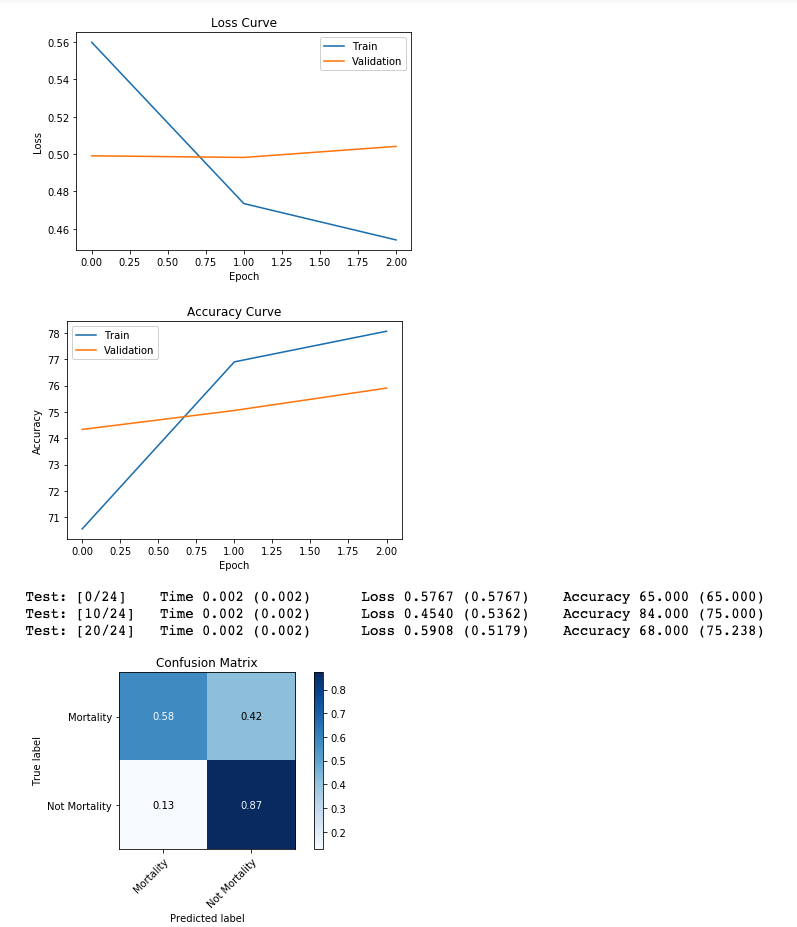 Loss Curve
Train
Validation
0.56
0.54
0.52
0.50
0.48
0.46
Loss
0.00 0.25 0.50 0.75 1.00 1.25 1.50 1.75 2.00
Epoch
Accuracy Curve
Train
Validation
78
77
76
75
74
73
72
71
Accuracy
0.00 0.25 0.50 0.75 1.00 1.25 1.50 1.75 2.00
Epoch
Test: [0/24] Time 0.002 (0.002) Loss 0.5767 (0.5767) Accuracy 65.000 (65.000)
Test: [10/24] Time 0.002 (0.002) Loss 0.4540 (0.5362) Accuracy 84.000 (75.000)
Test: [20/24] Time 0.002 (0.002) Loss 0.5908 (0.5179) Accuracy 68.000 (75.238)
Confusion Matrix
Mortality 0.58 0.42
Not Mortality 0.13 0.87
True label
Mortality Not Mortality
Predicted label
0.8
0.7
0.6
0.5
0.4
0.3
0.2